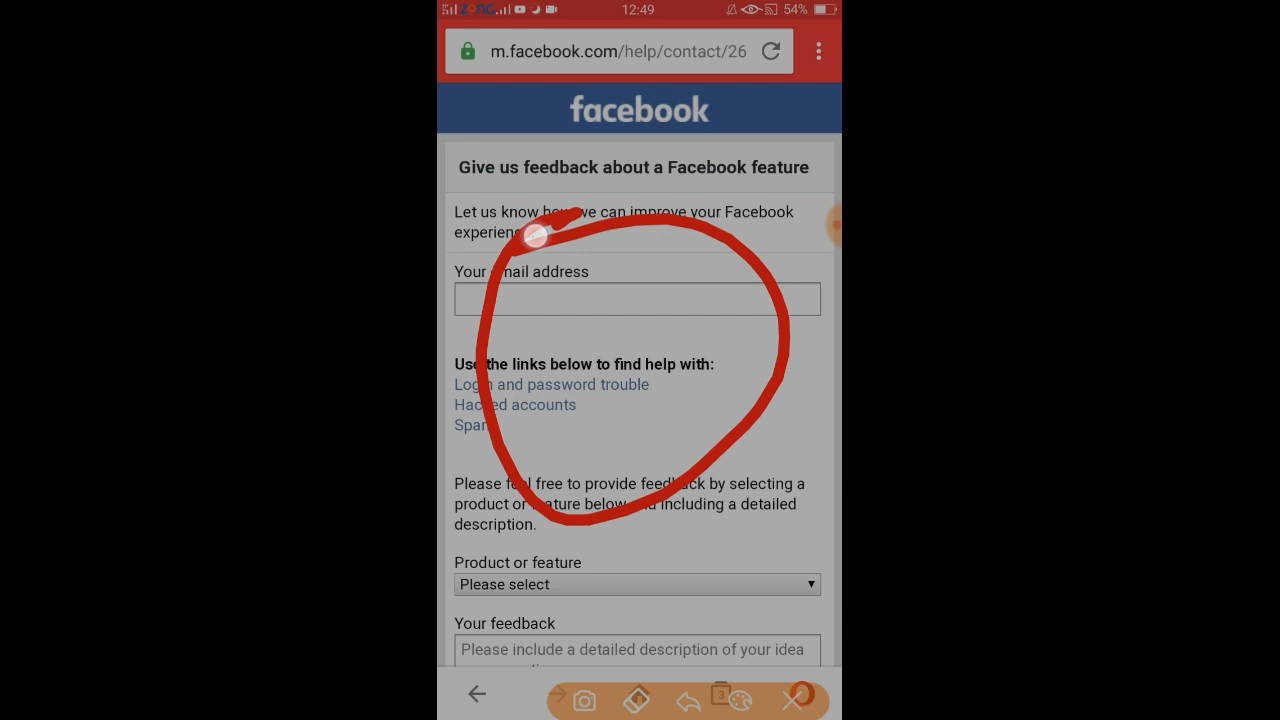 zonc
12:49
54%
m.facebook.com/help/contact/26
facebook
Give us feedback about a Facebook feature
Let us know how we can improve your Facebook
Your email address
Use the links below to find help with:
Login and password trouble
Hacked accounts
Spam
Please feel free to provide feedback by selecting a
product or feature below and including a detailed
description.
Product or feature
Please select
Your feedback
Please include a detailed description of your idea
3